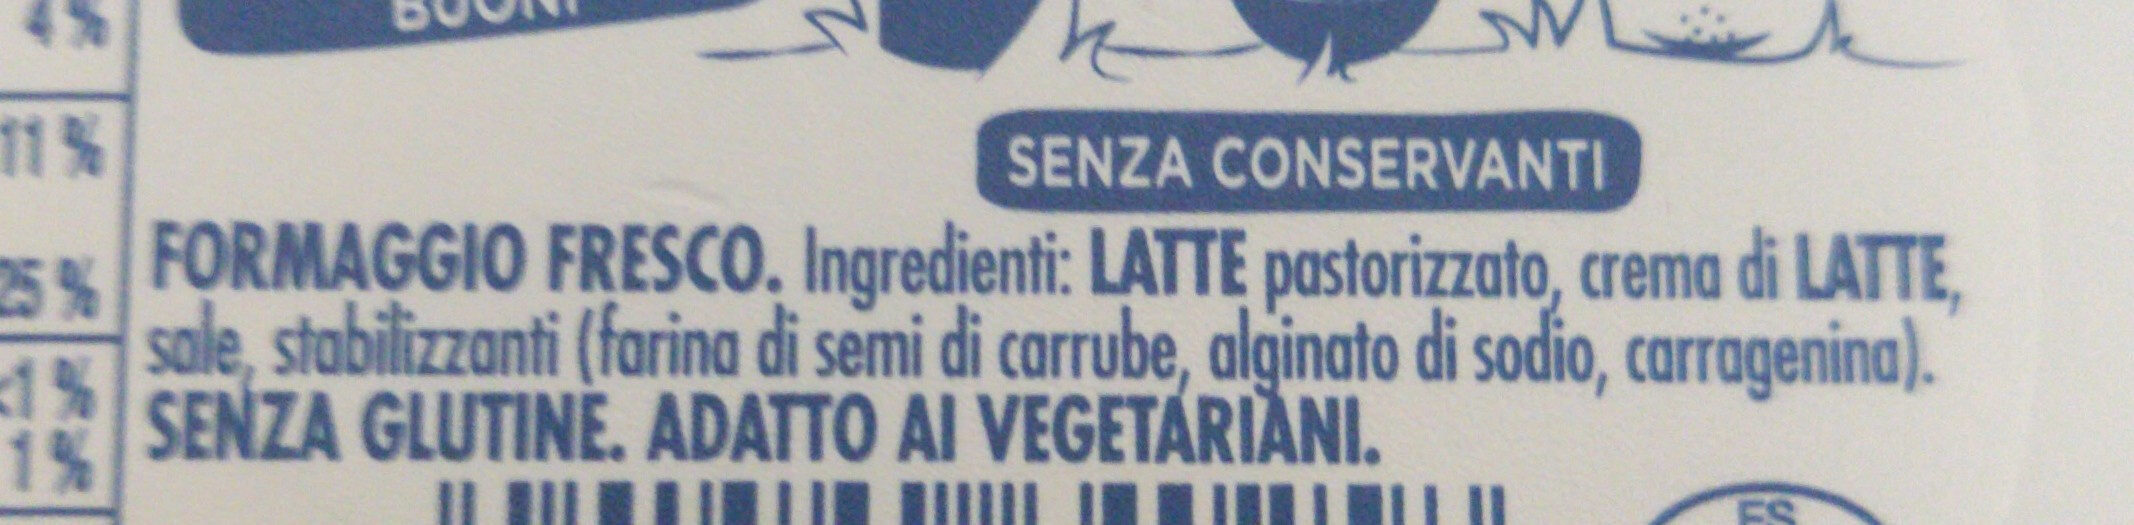 4 %
BUONI
11 %
SENZA CONSERVANTI
25 %
FORMAGGIO FRESCO. Ingredienti: LATTE pastorizzato, crema di LATTE,
sale, stabilizzanti (farina di semi di carrube, alginato di sodio, carragenina).
<1 %
SENZA GLUTINE. ADATTO AI VEGETARIANI.
1 %
ES